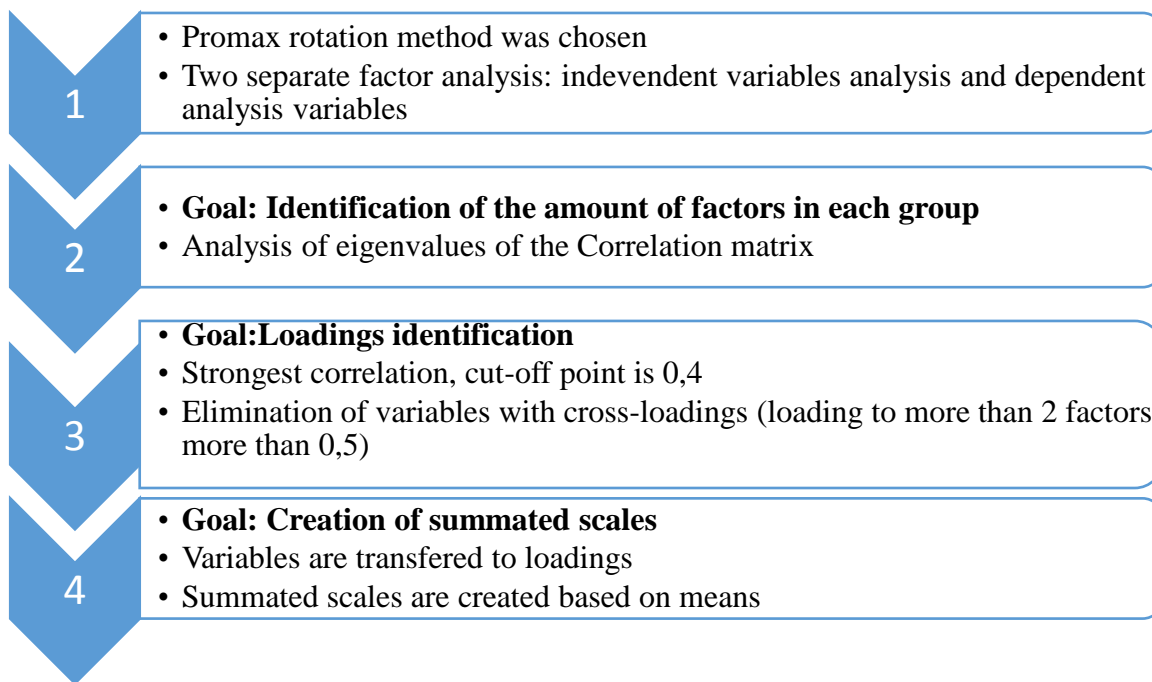 1
• Promax rotation method was chosen
• Two separate factor analysis: indevendent variables analysis and dependent
analysis variables
2
• Goal: Identification of the amount of factors in each group
• Analysis of eigenvalues of the Correlation matrix
3
• Goal:Loadings identification
• Strongest correlation, cut-off point is 0,4
• Elimination of variables with cross-loadings (loading to more than 2 factors
more than 0,5)
4
• Goal: Creation of summated scales
• Variables are transfered to loadings
• Summated scales are created based on means